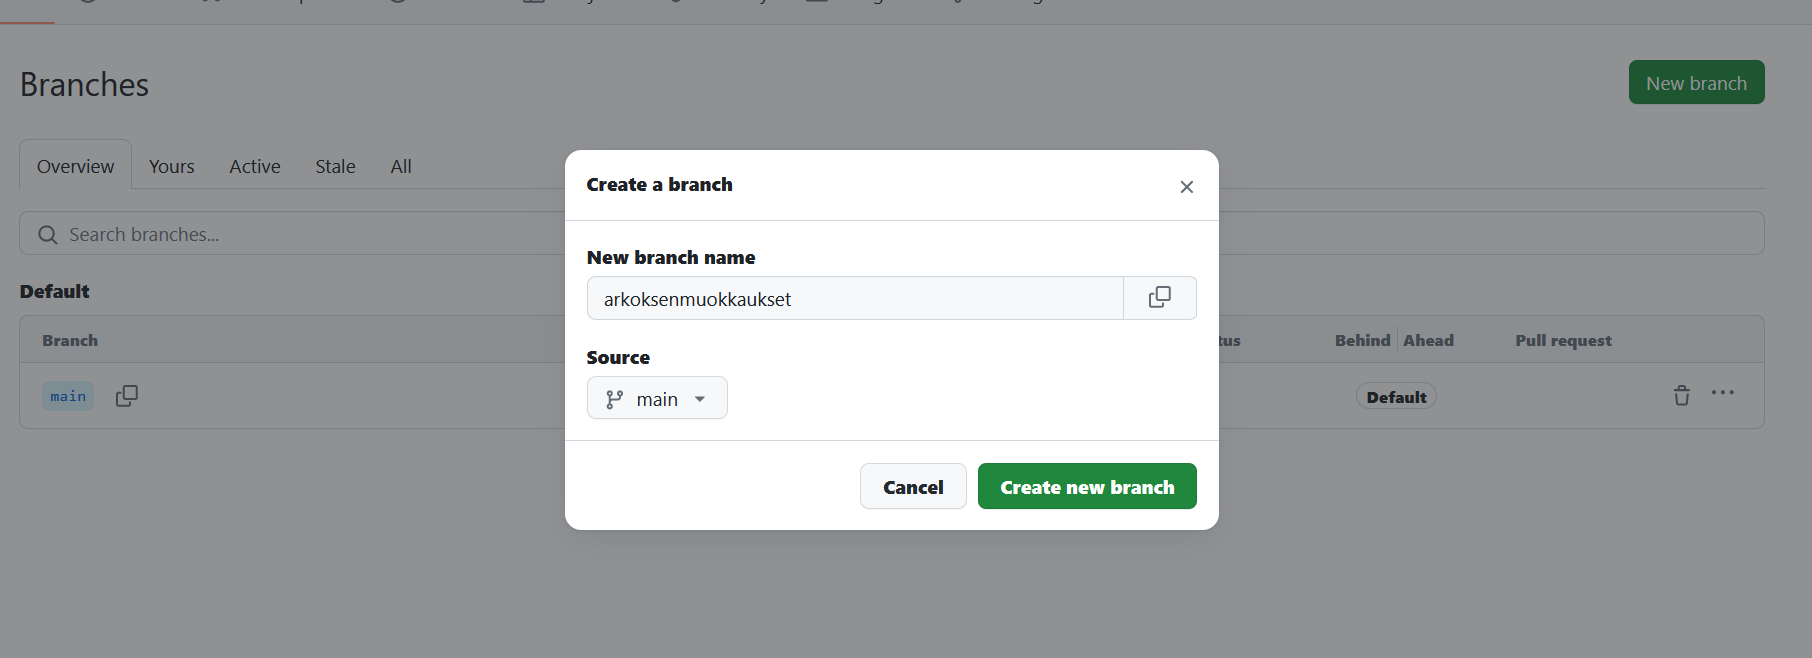 Branches
New branch
Overview Yours Active Stale All
Search branches...
Default
Branch Behind Ahead Pull request
main Default
Create a branch
New branch name
arkoksenmuokkaukset
Source
main
Cancel Create new branch